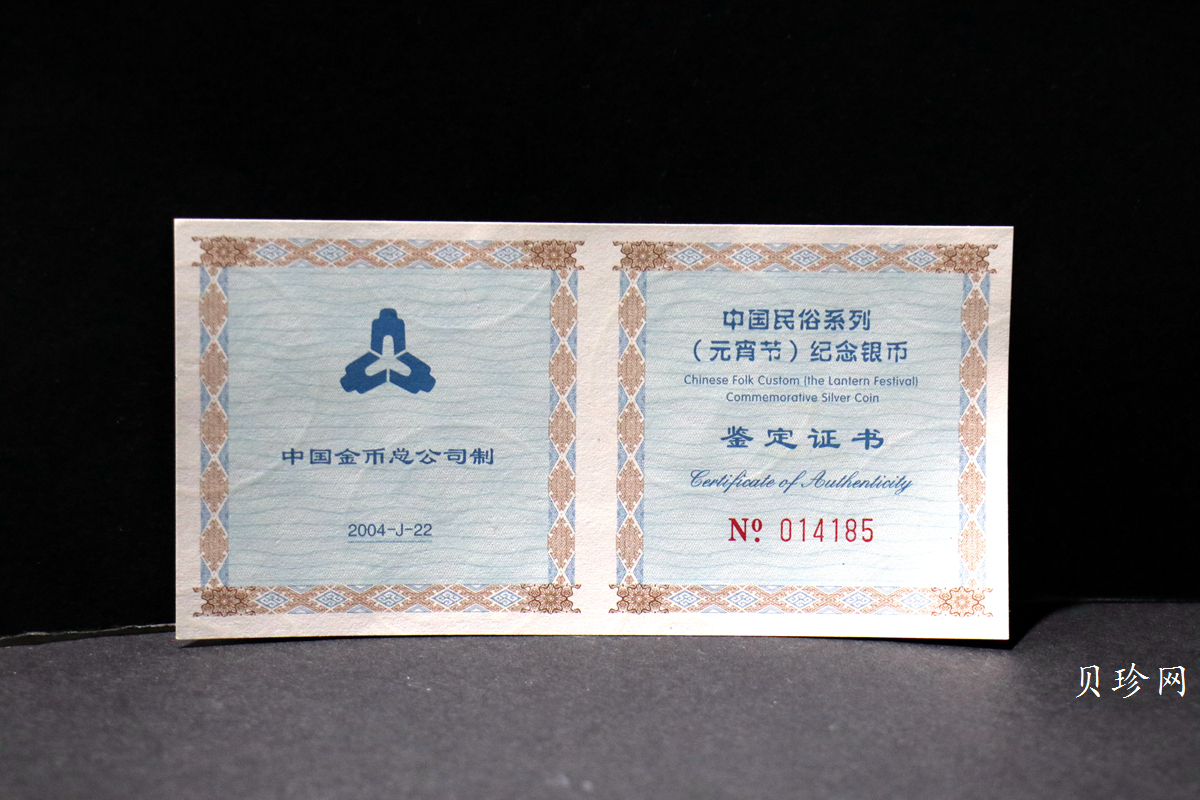 中国金币总公司制
2004-J-22
中国民俗系列
（元宵节）纪念银币
Chinese Folk Custom (the Lantern Festival)
Commemorative Silver Coin
鉴定证书
Certificate of Authenticity
Nº 014185
贝珍网